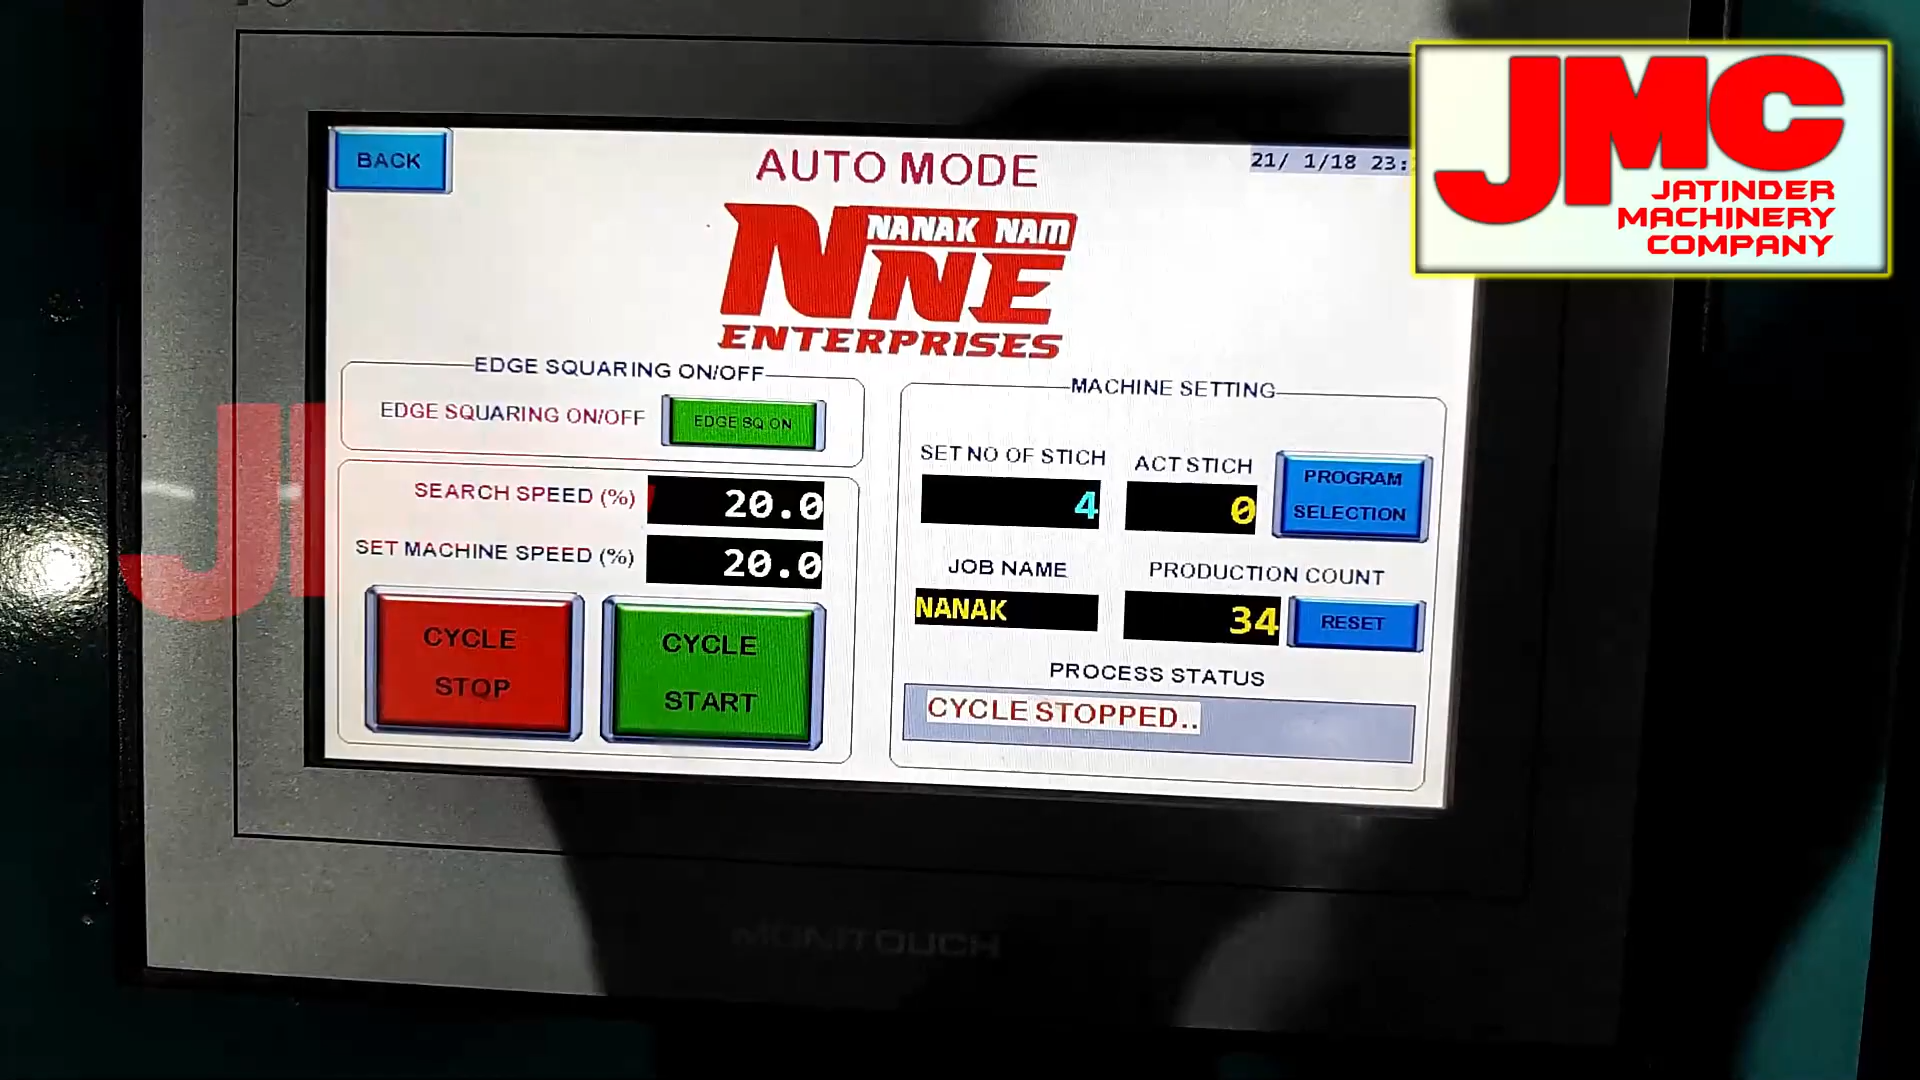 BACK
AUTO MODE
21/ 1/18 23:
JMC
JATINDER
MACHINERY
COMPANY
NANAK NAM
NNE
ENTERPRISES
EDGE SQUARING ON/OFF
EDGE SQUARING ON/OFF
EDGE SQ ON
SEARCH SPEED (%)
20.0
SET MACHINE SPEED (%)
20.0
CYCLE
STOP
CYCLE
START
MACHINE SETTING
SET NO OF STICH
4
ACT STICH
0
PROGRAM
SELECTION
JOB NAME
NANAK
PRODUCTION COUNT
34
RESET
PROCESS STATUS
CYCLE STOPPED..
MONITOUCH